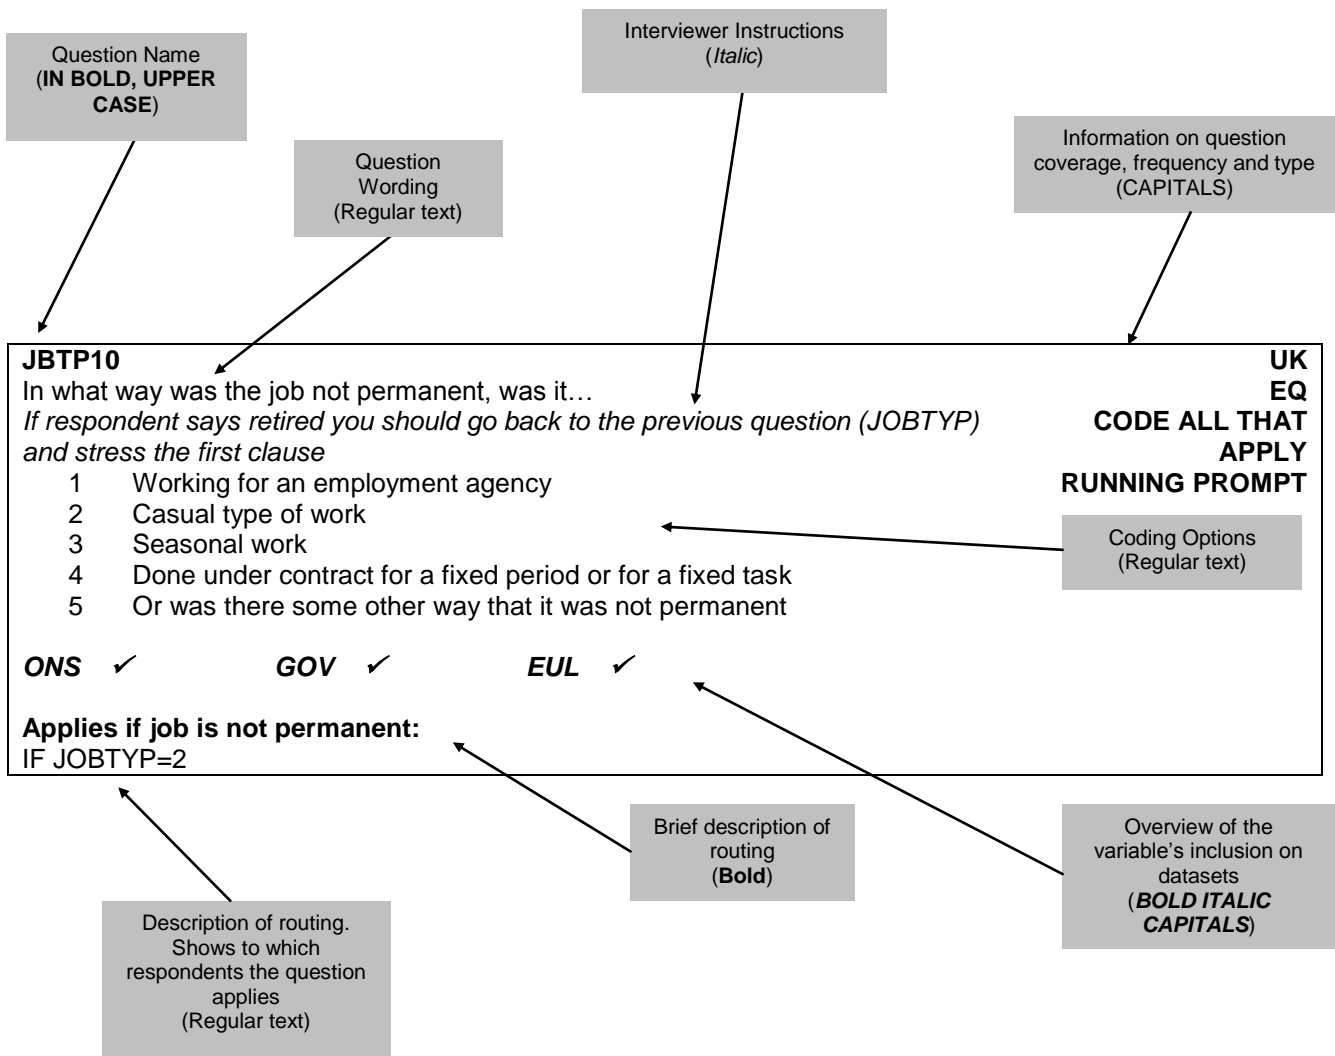 Question Name
(IN BOLD, UPPER
CASE)
Interviewer Instructions
(Italic)
Question
Wording
(Regular text)
Information on question
coverage, frequency and type
(CAPITALS)
JBTP10
UK
In what way was the job not permanent, was it…
EQ
If respondent says retired you should go back to the previous question (JOBTYP)
CODE ALL THAT
and stress the first clause
APPLY
1 Working for an employment agency
RUNNING PROMPT
2 Casual type of work
3 Seasonal work
4 Done under contract for a fixed period or for a fixed task
5 Or was there some other way that it was not permanent
Coding Options
(Regular text)
ONS ✓ GOV ✓ EUL ✓
Applies if job is not permanent:
IF JOBTYP=2
Brief description of
routing
(Bold)
Overview of the
variable's inclusion on
datasets
(BOLD ITALIC
CAPITALS)
Description of routing.
Shows to which
respondents the question
applies
(Regular text)